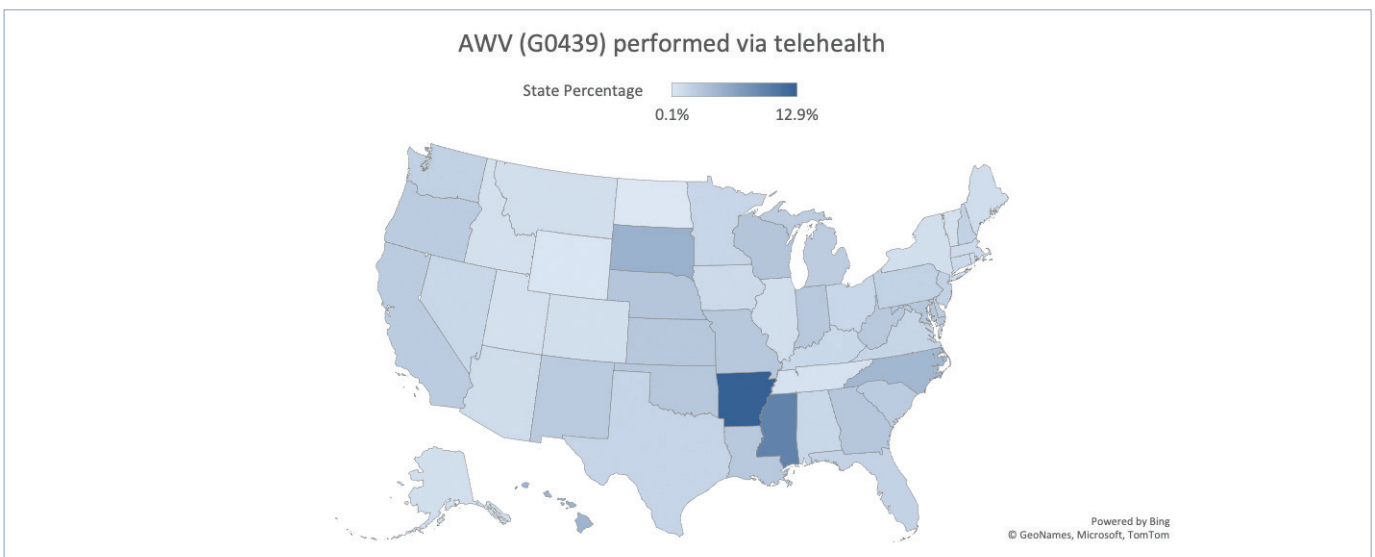 AWV (G0439) performed via telehealth
State Percentage
0.1% 12.9%
Powered by Bing
© GeoNames, Microsoft, TomTom